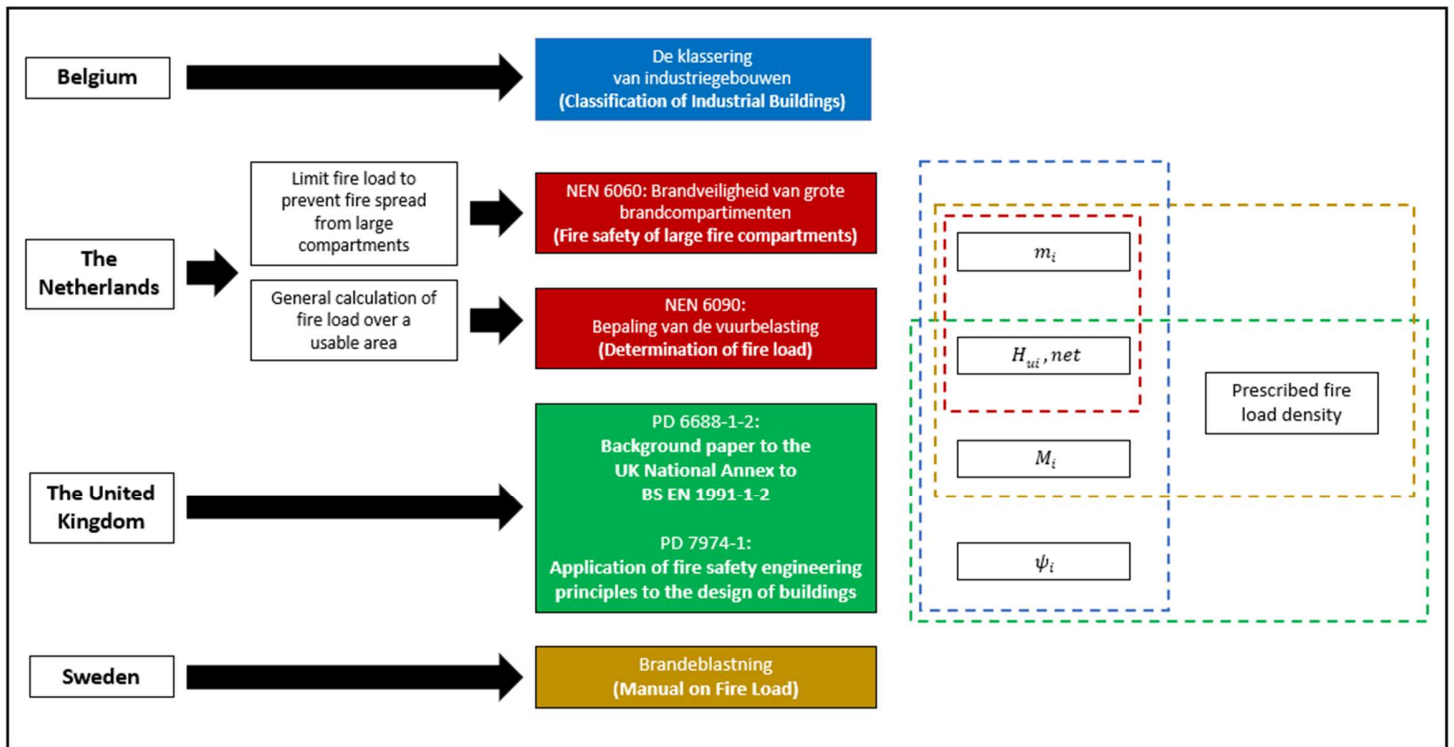 Belgium
De klassering
van industriegebouwen
(Classification of Industrial Buildings)
The
Netherlands
Limit fire load to
prevent fire spread
from large
compartments
NEN 6060: Brandveiligheid van grote
brandcompartimenten
(Fire safety of large fire compartments)
General calculation of
fire load over a
usable area
NEN 6090:
Bepaling van de vuurbelasting
(Determination of fire load)
The United
Kingdom
PD 6688-1-2:
Background paper to the
UK National Annex to
BS EN 1991-1-2
PD 7974-1:
Application of fire safety engineering
principles to the design of buildings
Sweden
Brandeblastning
(Manual on Fire Load)
m_i
H_{ui}, net
M_i
ψ_i
Prescribed fire
load density